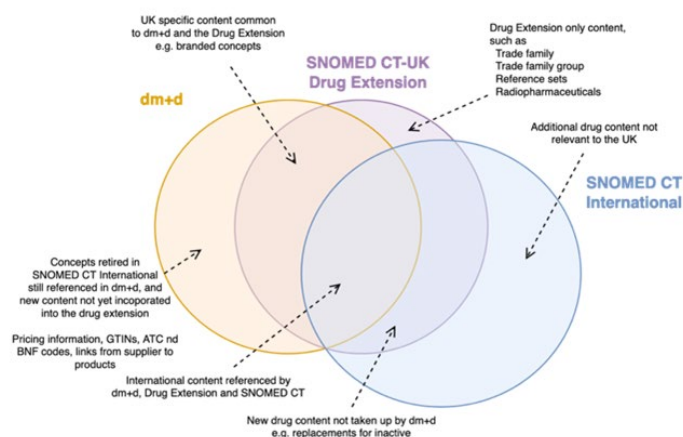 UK specific content common
to dm+d and the Drug Extension
e.g. branded concepts
SNOMED CT-UK
Drug Extension
Drug Extension only content,
such as
Trade family
Trade family group
Reference sets
Radiopharmaceuticals
dm+d
Additional drug content not
relevant to the UK
SNOMED CT
International
Concepts retired in
SNOMED CT International
still referenced in dm+d, and
new content not yet incoporated
into the drug extension
Pricing information, GTINs, ATC nd
BNF codes, links from supplier to
products
International content referenced by
dm+d, Drug Extension and SNOMED CT
New drug content not taken up by dm+d
e.g. replacements for inactive